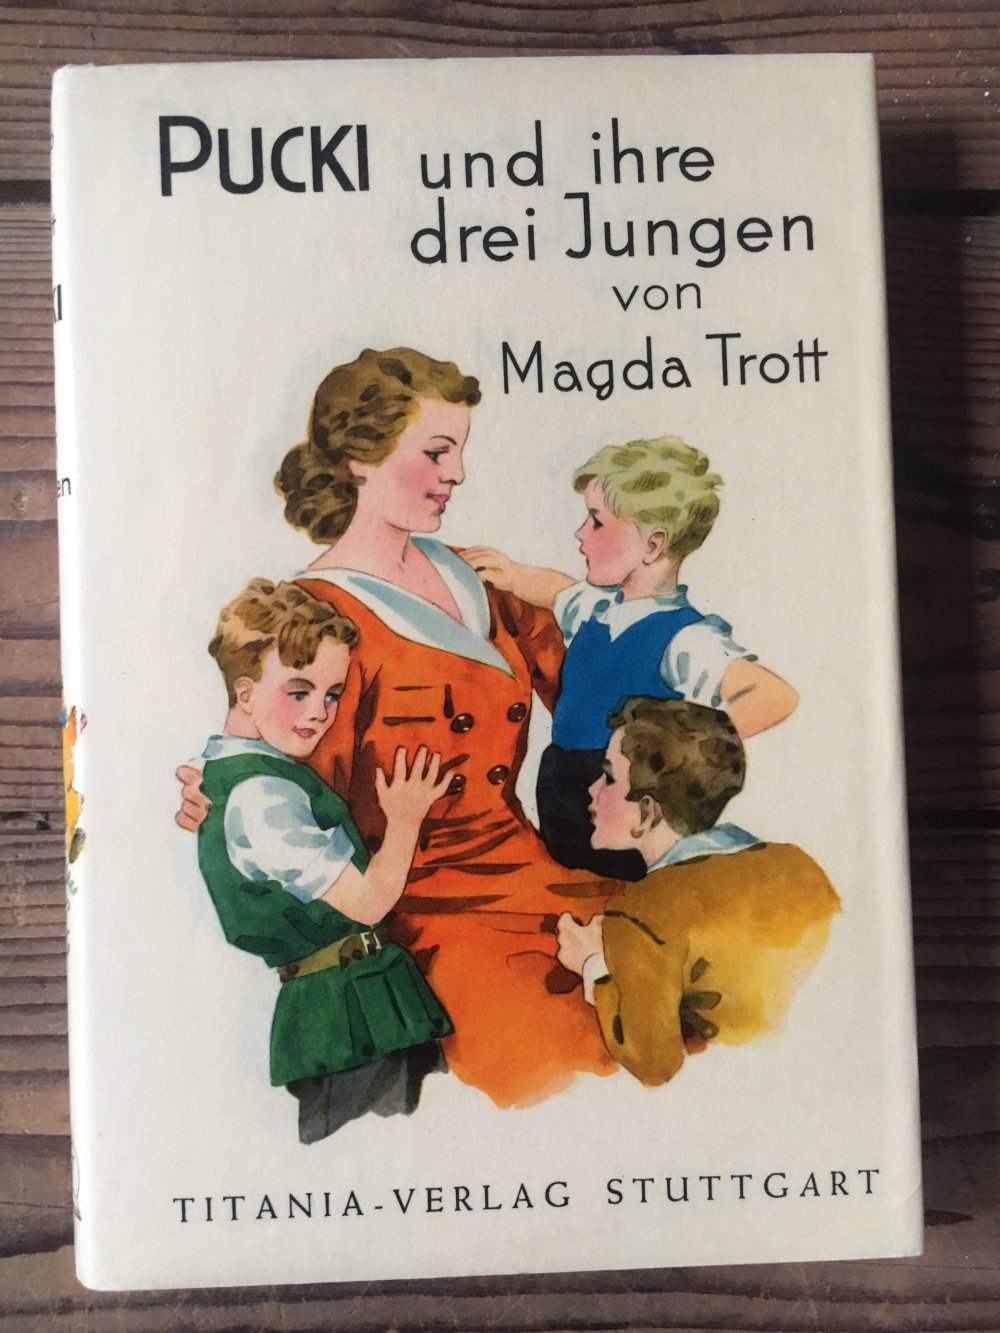 PUCKI und ihre
drei Jungen
von
Magda Trott
TITANIA-VERLAG STUTTGART